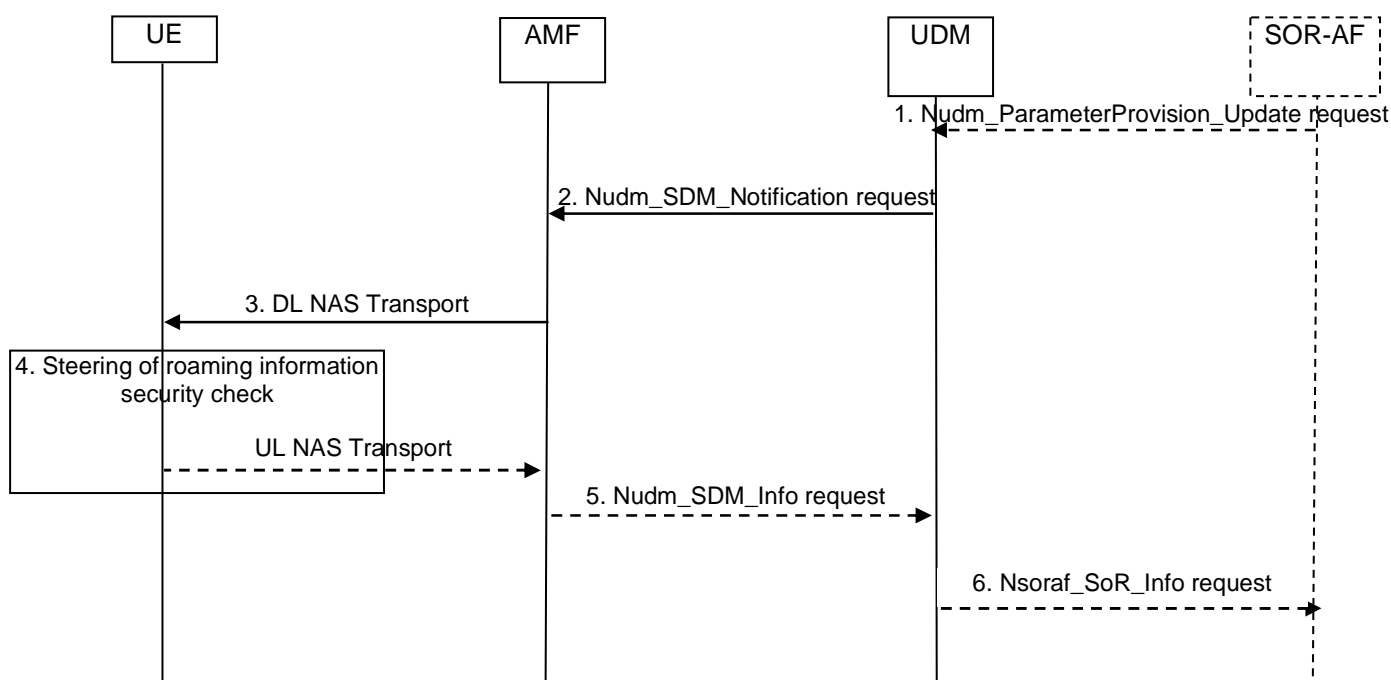 UE
AMF
UDM
SOR-AF
1. Nudm_ParameterProvision_Update request
2. Nudm_SDM_Notification request
3. DL NAS Transport
4. Steering of roaming information
security check
UL NAS Transport
5. Nudm_SDM_Info request
6. Nsoraf_SoR_Info request